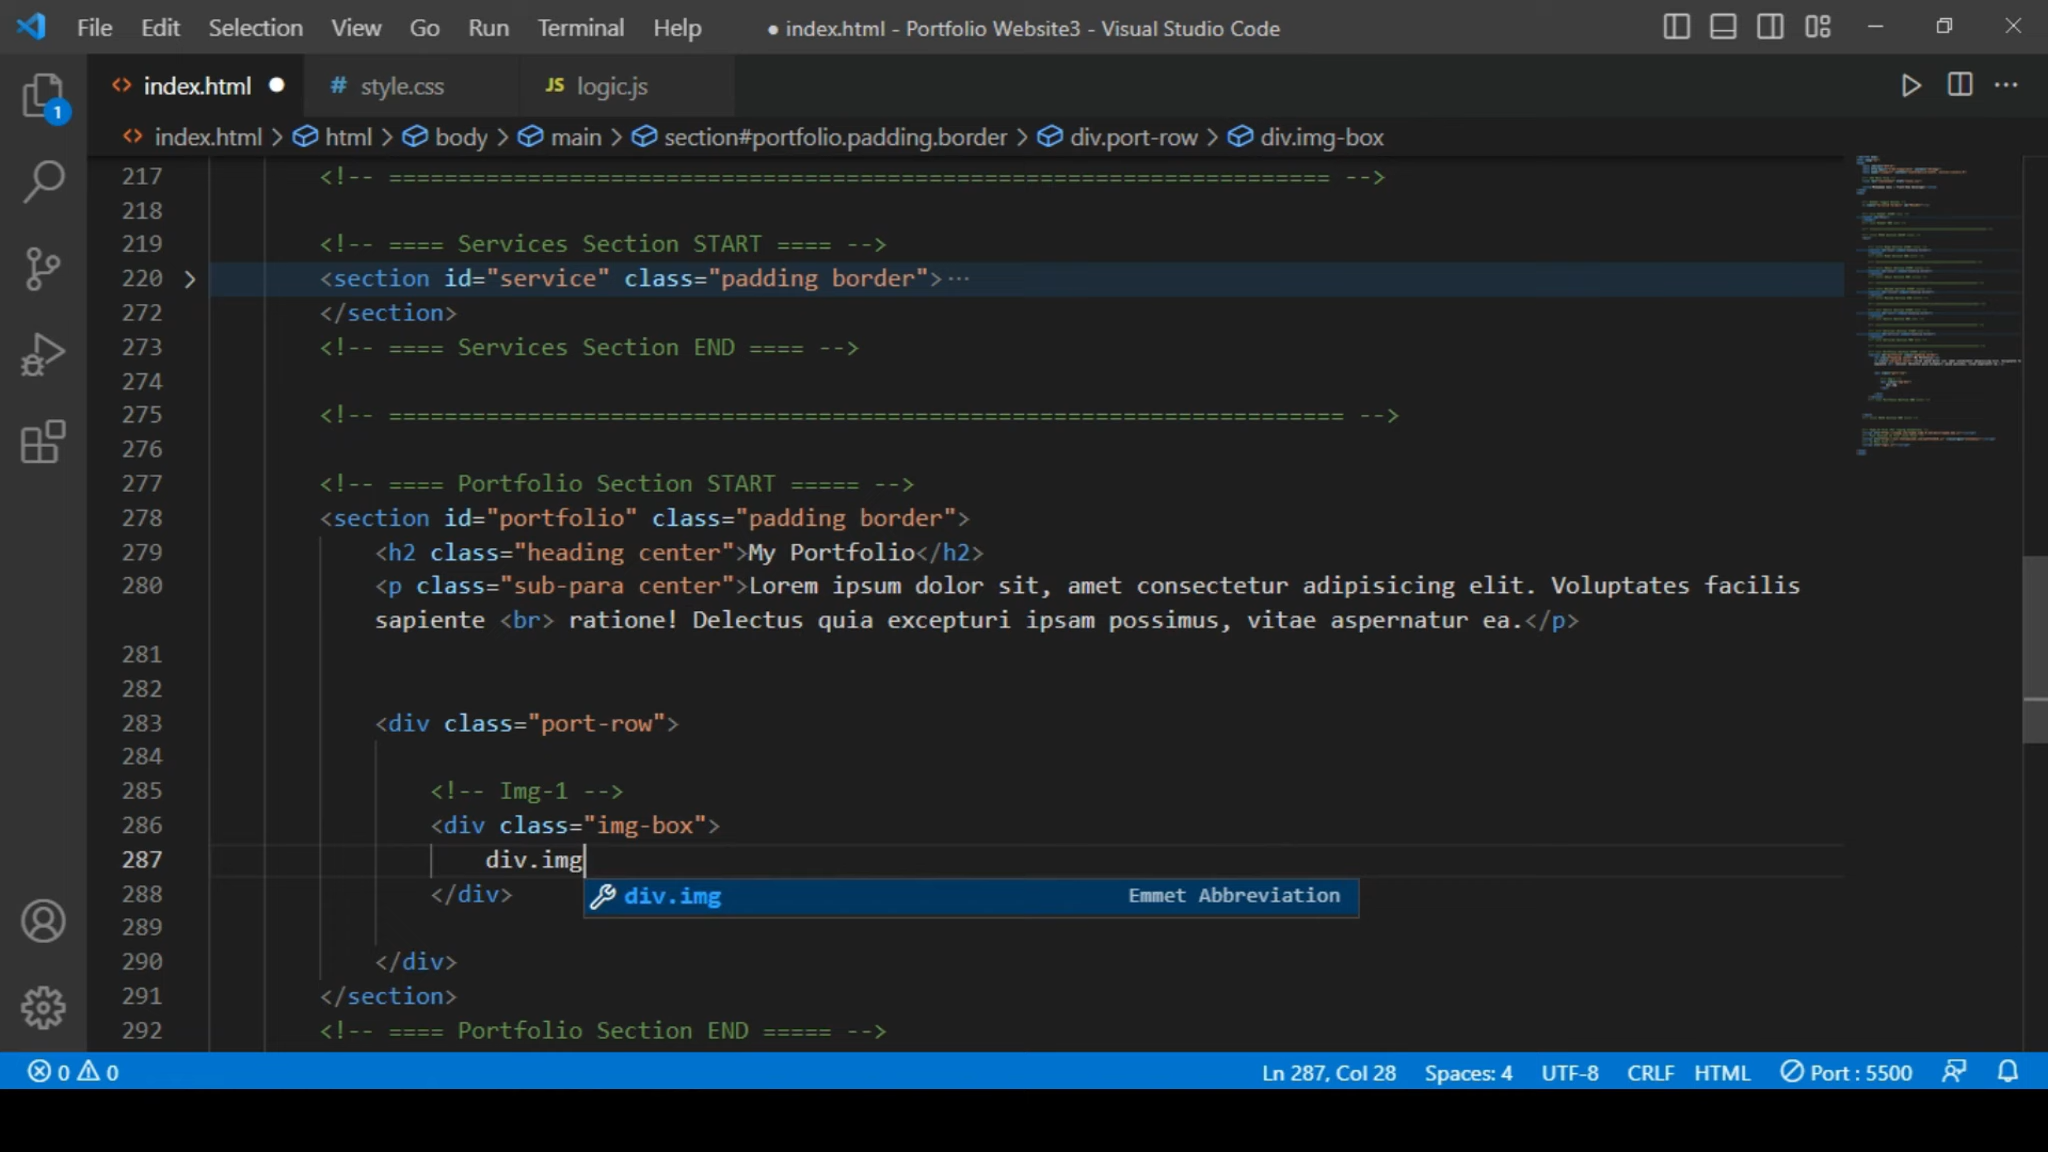 File Edit Selection View Go Run Terminal Help ● index.html - Portfolio Website3 - Visual Studio Code
1
<> index.html ● # style.css JS logic.js
<> index.html > html > body > main > section#portfolio.padding.border > div.port-row > div.img-box
217 <!-- ==================================================================== -->
218
219 <!-- ==== Services Section START ==== -->
220 <section id="service" class="padding border"> ···
272 </section>
273 <!-- ==== Services Section END ==== -->
274
275 <!-- ===================================================================== -->
276
277 <!-- ==== Portfolio Section START ===== -->
278 <section id="portfolio" class="padding border">
279 <h2 class="heading center">My Portfolio</h2>
280 <p class="sub-para center">Lorem ipsum dolor sit, amet consectetur adipisicing elit. Voluptates facilis
sapiente <br> ratione! Delectus quia excepturi ipsam possimus, vitae aspernatur ea.</p>
281
282
283 <div class="port-row">
284
285 <!-- Img-1 -->
286 <div class="img-box">
287 div.img
288 </div> div.img Emmet Abbreviation
289
290 </div>
291 </section>
292 <!-- ==== Portfolio Section END ===== -->
0 0 Ln 287, Col 28 Spaces: 4 UTF-8 CRLF HTML Port : 5500